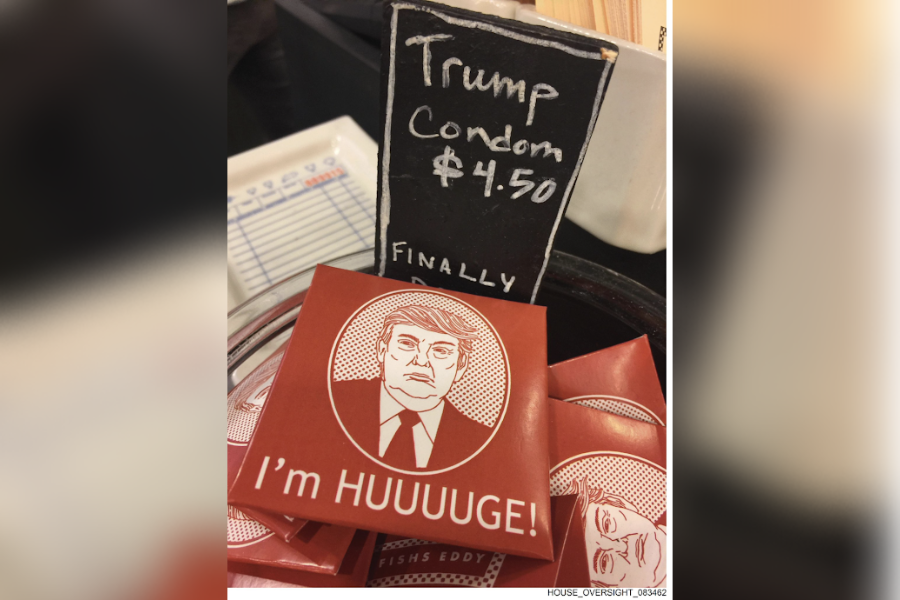 Trump
Condom
$4.50
FINALLY
I'm HUUUUGE!
FISHS EDDY
HOUSE_OVERSIGHT_083462